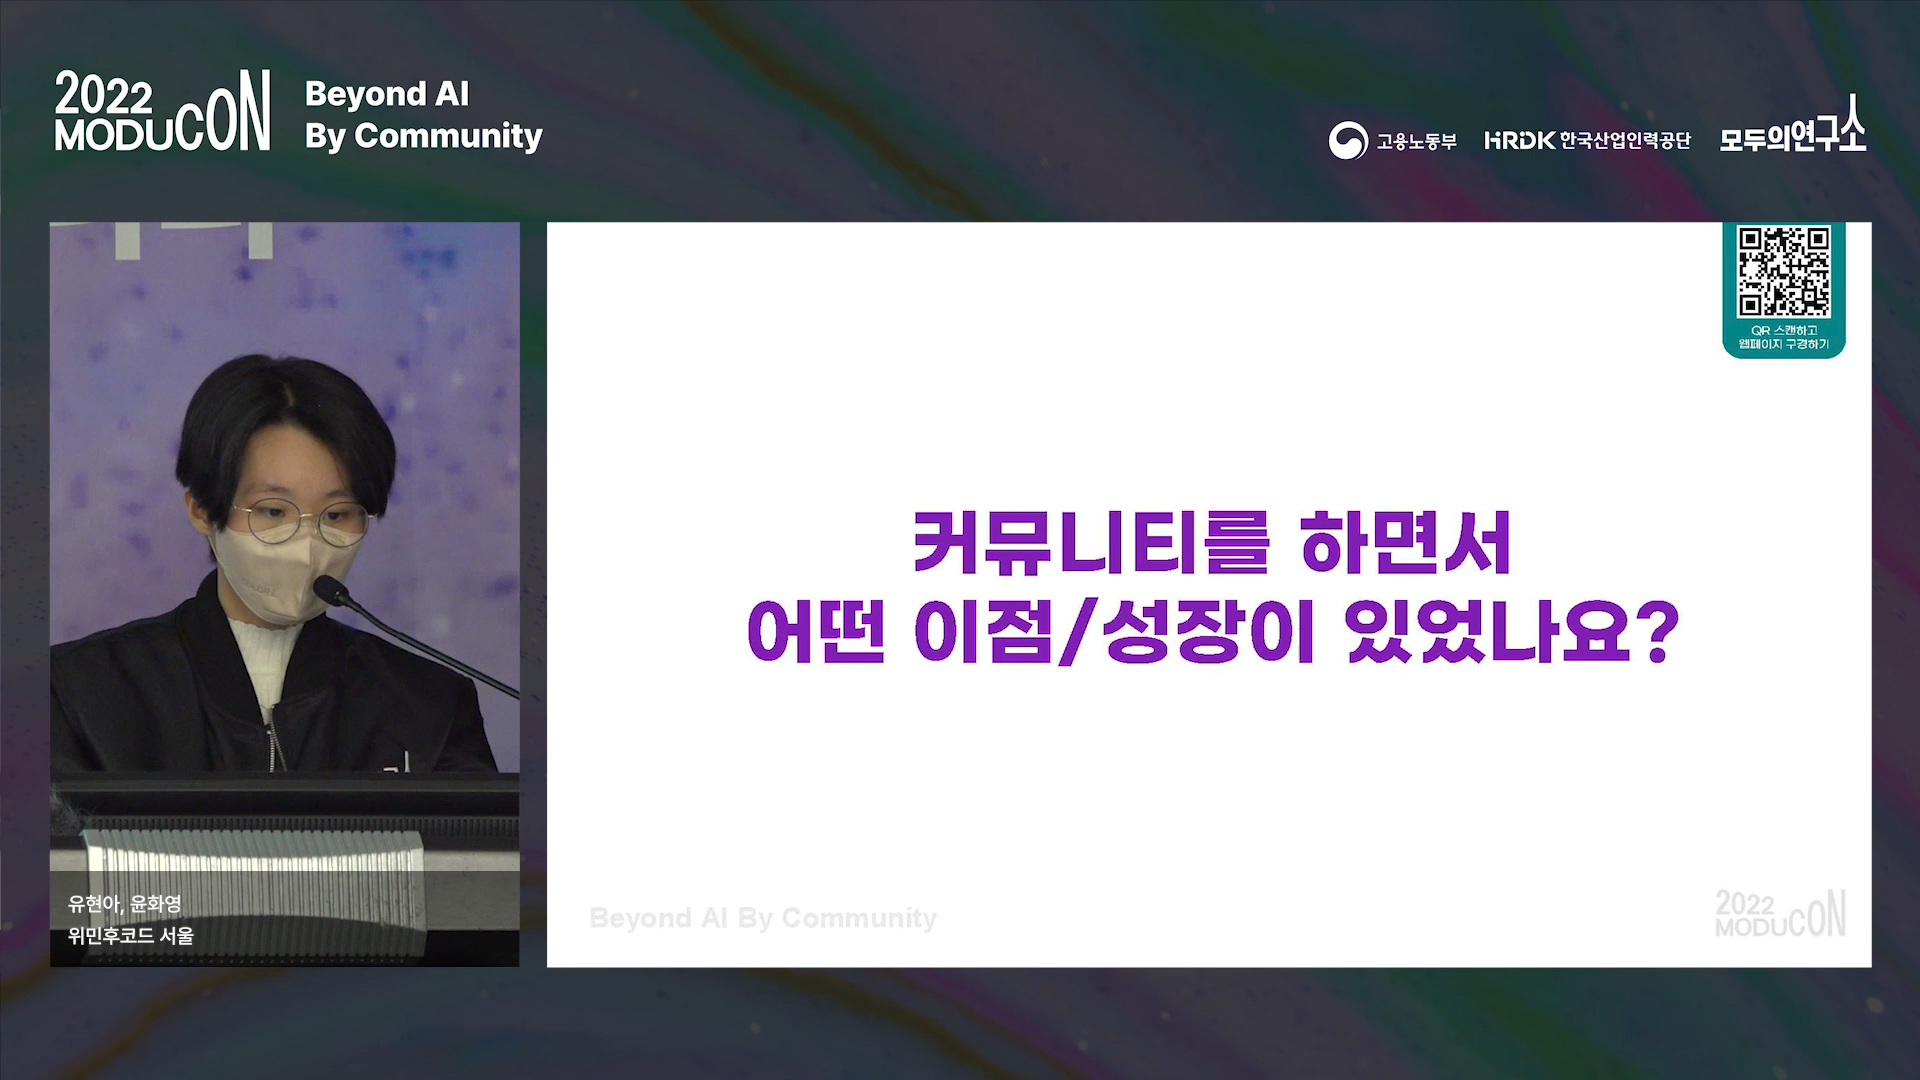 2022
MODUCON
Beyond AI
By Community
고용노동부
HRDK 한국산업인력공단
모두의연구소
QR 스캔하고
웹페이지 구경하기
커뮤니티를 하면서
어떤 이점/성장이 있었나요?
유현아, 윤화영
위민후코드 서울
Beyond AI By Community
2022
MODUCON